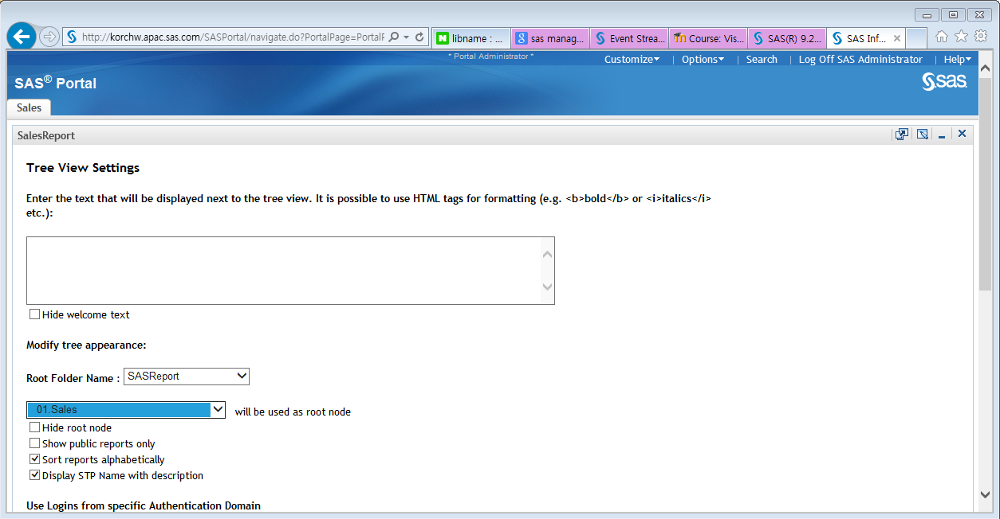 http://korchw.apac.sas.com/SASPortal/navigate.do?PortalPage=PortalF
libname : ...
sas manag...
Event Strea...
Course: Vis...
SAS(R) 9.2...
SAS Inf...
* Portal Administrator *
Customize
Options
Search
Log Off SAS Administrator
Help
SAS® Portal
sas
Sales
SalesReport
Tree View Settings
Enter the text that will be displayed next to the tree view. It is possible to use HTML tags for formatting (e.g. <b>bold</b> or <i>italics</i>
etc.):
Hide welcome text
Modify tree appearance:
Root Folder Name : SASReport
01.Sales will be used as root node
Hide root node
Show public reports only
Sort reports alphabetically
Display STP Name with description
Use Logins from specific Authentication Domain